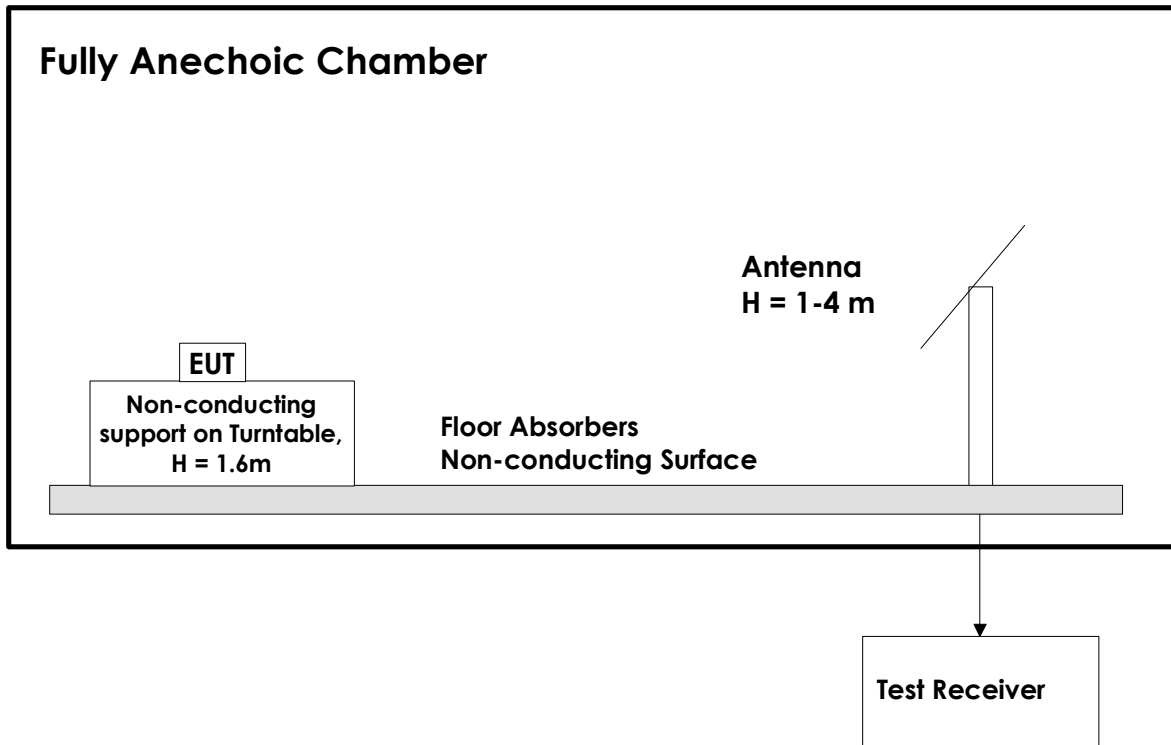 Fully Anechoic Chamber
Antenna
H = 1-4 m
EUT
Non-conducting
support on Turntable,
H = 1.6m
Floor Absorbers
Non-conducting Surface
Test Receiver